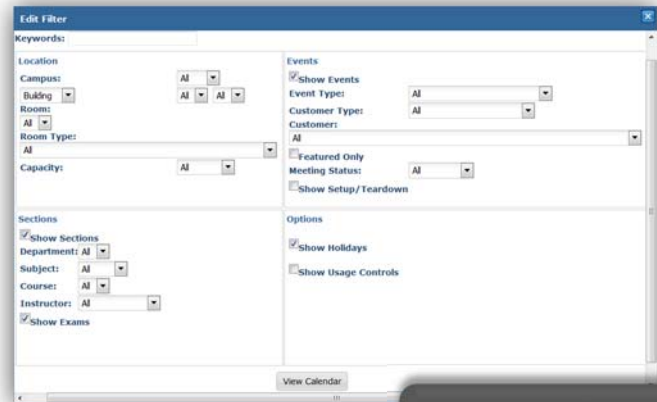 Edit Filter
Keywords:
Location
Campus: All
Building All All
Room:
All
Room Type:
All
Capacity: All
Events
Show Events
Event Type: All
Customer Type: All
Customer:
All
Featured Only
Meeting Status: All
Show Setup/Teardown
Sections
Show Sections
Department: All
Subject: All
Course: All
Instructor: All
Show Exams
Options
Show Holidays
Show Usage Controls
View Calendar